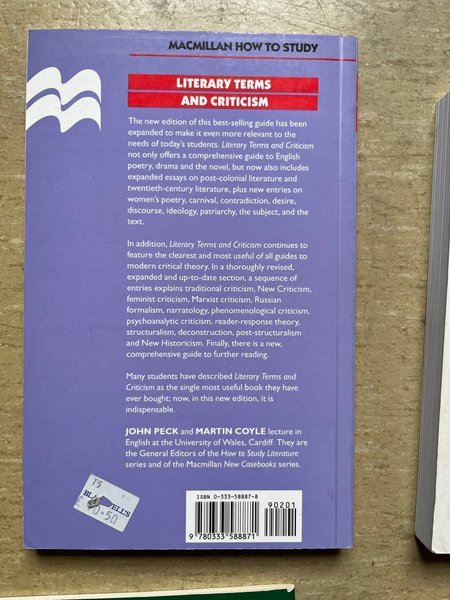 MACMILLAN HOW TO STUDY
LITERARY TERMS
AND CRITICISM
The new edition of this best-selling guide has been
expanded to make it even more relevant to the
needs of today's students. Literary Terms and Criticism
not only offers a comprehensive guide to English
poetry, drama and the novel, but now also includes
expanded essays on post-colonial literature and
twentieth-century literature, plus new entries on
women's poetry, carnival, contradiction, desire,
discourse, ideology, patriarchy, the subject, and the
text.
In addition, Literary Terms and Criticism continues to
feature the clearest and most useful of all guides to
modern critical theory. In a thoroughly revised,
expanded and up-to-date section, a sequence of
entries explains traditional criticism, New Criticism,
feminist criticism, Marxist criticism, Russian
formalism, narratology, phenomenological criticism,
psychoanalytic criticism, reader-response theory,
structuralism, deconstruction, post-structuralism
and New Historicism. Finally, there is a new,
comprehensive guide to further reading.
Many students have described Literary Terms and
Criticism as the single most useful book they have
ever bought; now, in this new edition, it is
indispensable.
JOHN PECK and MARTIN COYLE lecture in
English at the University of Wales, Cardiff. They are
the General Editors of the How to Study Literature
series and of the Macmillan New Casebooks series.
ISBN 0-333-58887-8
90201
9 780333 588871